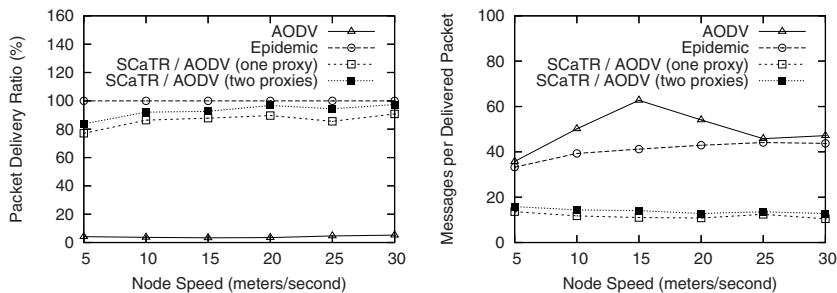 Packet Delivery Ratio (%)
160
140
120
100
80
60
40
20
0
AODV
Epidemic
SCaTR / AODV (one proxy)
SCaTR / AODV (two proxies)
5 10 15 20 25 30
Node Speed (meters/second)
Messages per Delivered Packet
100
80
60
40
20
0
AODV
Epidemic
SCaTR / AODV (one proxy)
SCaTR / AODV (two proxies)
5 10 15 20 25 30
Node Speed (meters/second)